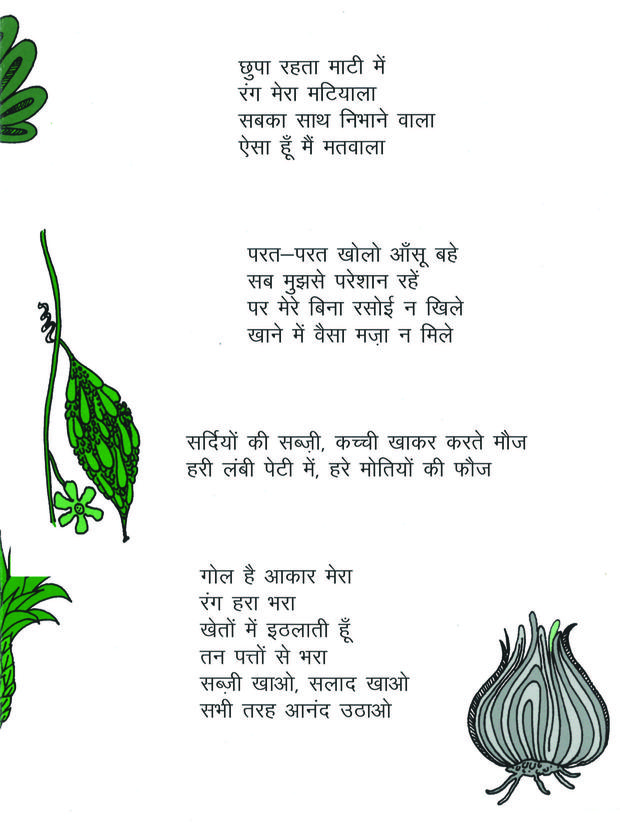 छुपा रहता माटी में
रंग मेरा मटियाला
सबका साथ निभाने वाला
ऐसा हूँ मैं मतवाला
परत–परत खोलो आँसू बहे
सब मुझसे परेशान रहें
पर मेरे बिना रसोई न खिले
खाने में वैसा मज़ा न मिले
सर्दियों की सब्ज़ी, कच्ची खाकर करते मौज
हरी लंबी पेटी में, हरे मोतियों की फौज
गोल है आकार मेरा
रंग हरा भरा
खेतों में इठलाती हूँ
तन पत्तों से भरा
सब्ज़ी खाओ, सलाद खाओ
सभी तरह आनंद उठाओ